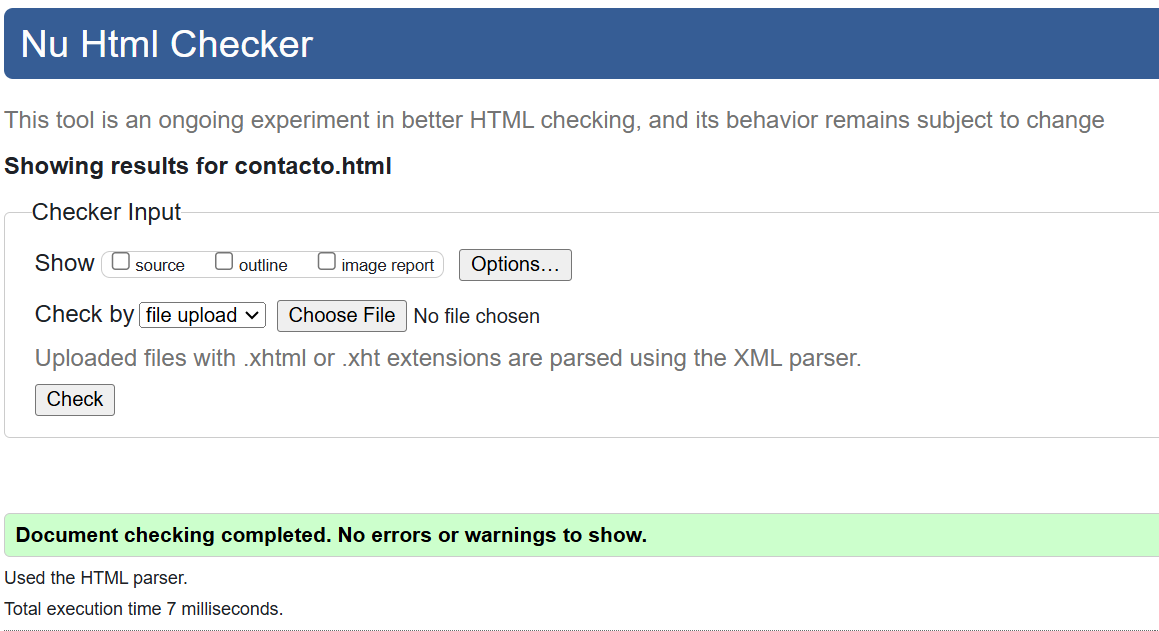 Nu Html Checker
This tool is an ongoing experiment in better HTML checking, and its behavior remains subject to change
Showing results for contacto.html
Checker Input
Show source outline image report Options...
Check by file upload Choose File No file chosen
Uploaded files with .xhtml or .xht extensions are parsed using the XML parser.
Check
Document checking completed. No errors or warnings to show.
Used the HTML parser.
Total execution time 7 milliseconds.